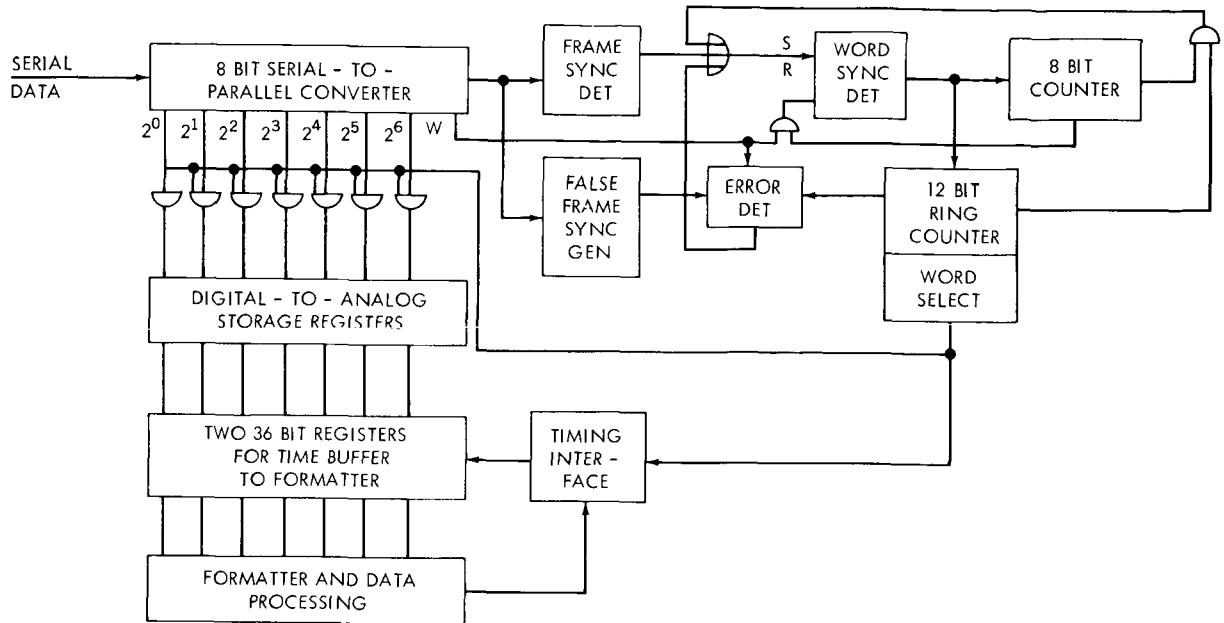 SERIAL
DATA
8 BIT SERIAL - TO -
PARALLEL CONVERTER
2⁰ 2¹ 2² 2³ 2⁴ 2⁵ 2⁶ W
FRAME
SYNC
DET
S
R
WORD
SYNC
DET
8 BIT
COUNTER
FALSE
FRAME
SYNC
GEN
ERROR
DET
12 BIT
RING
COUNTER
WORD
SELECT
DIGITAL - TO - ANALOG
STORAGE REGISTERS
TWO 36 BIT REGISTERS
FOR TIME BUFFER
TO FORMATTER
TIMING
INTER -
FACE
FORMATTER AND DATA
PROCESSING